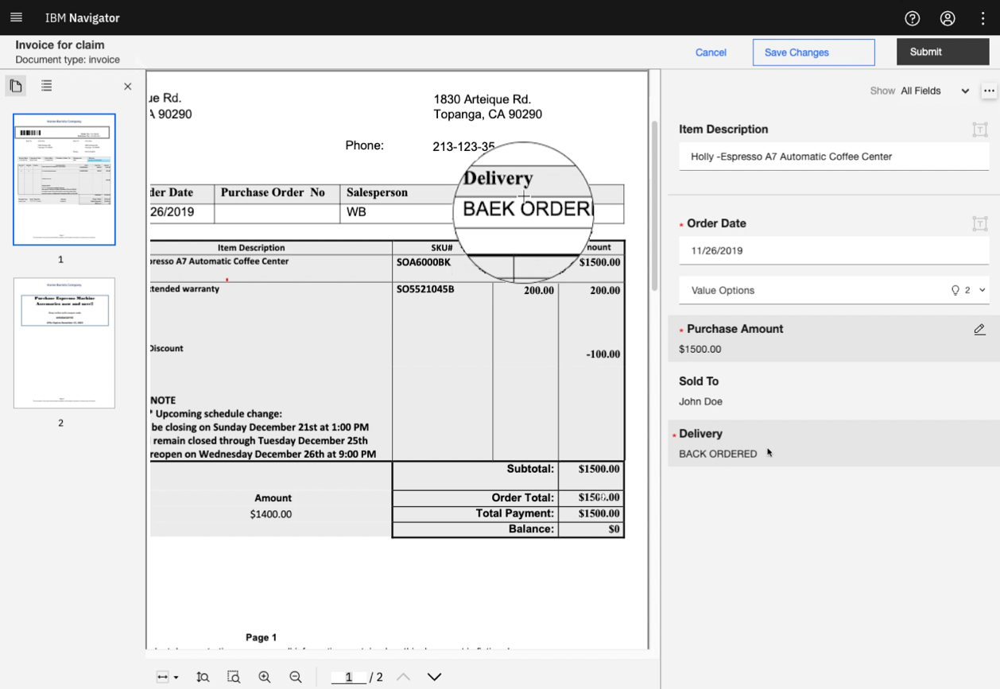 IBM Navigator
Invoice for claim
Document type: invoice
Cancel
Save Changes
Submit
1
2
ue Rd.
A 90290
1830 Arteique Rd.
Topanga, CA 90290
Phone:
213-123-35
der Date
Purchase Order No
Salesperson
26/2019
WB
Delivery
BAEK ORDER
Item Description
SKU#
nount
presso A7 Automatic Coffee Center
SOA6000BK
$1500.00
tended warranty
SO5521045B
200.00
200.00
Discount
-100.00
NOTE
* Upcoming schedule change:
be closing on Sunday December 21st at 1:00 PM
remain closed through Tuesday December 25th
reopen on Wednesday December 26th at 9:00 PM
Subtotal:
$1500.00
Amount
Order Total:
$1500.00
$1400.00
Total Payment:
$1500.00
Balance:
$0
Page 1
1 / 2
Show All Fields
Item Description
Holly -Espresso A7 Automatic Coffee Center
* Order Date
11/26/2019
Value Options
2
* Purchase Amount
$1500.00
Sold To
John Doe
* Delivery
BACK ORDERED
Purchase Espresso Machine
Accessories now and save!!